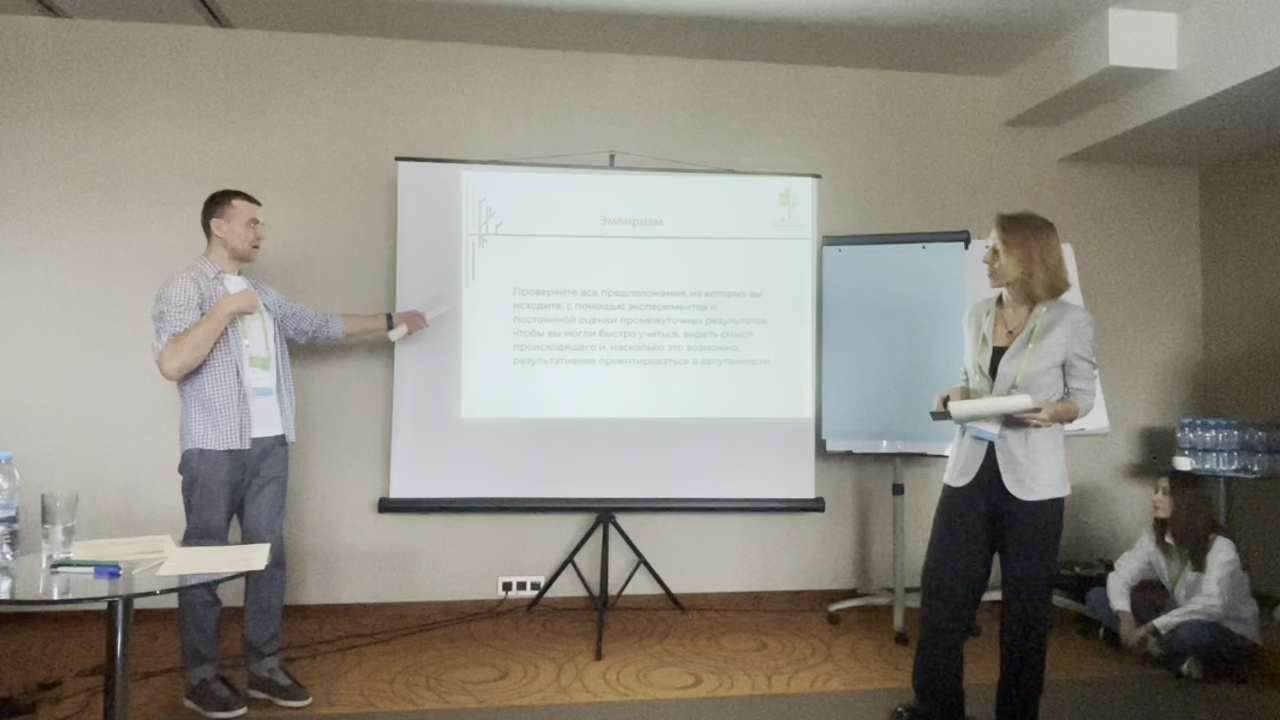 Эмпиризм
Проверяйте все предположения, из которых вы
исходите, с помощью экспериментов и
постоянной оценки промежуточных результатов,
чтобы вы могли быстро учиться, видеть смысл
происходящего и, насколько это возможно,
результативнее ориентироваться в запутанности